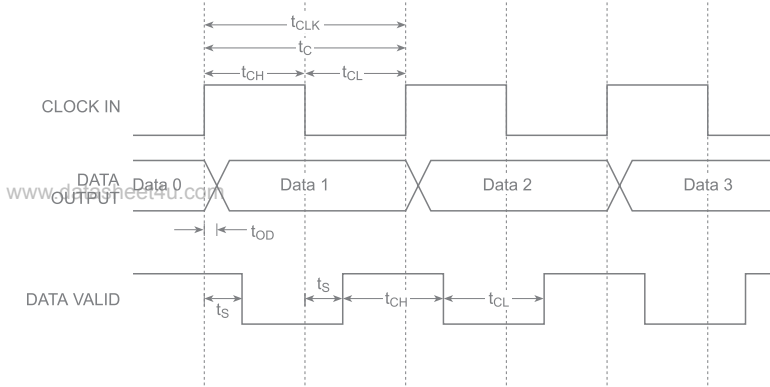 tCLK
tC
tCH tCL
CLOCK IN
DATA OUTPUT
Data 0 Data 1 Data 2 Data 3
www.datasheet4u.com
tOD
DATA VALID
tS tS tCH tCL